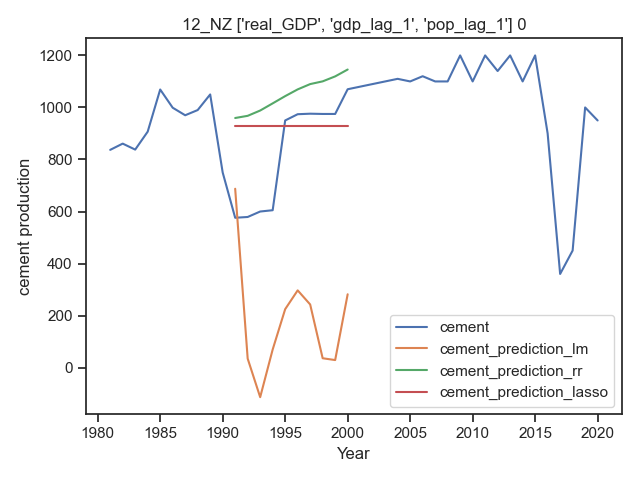 12_NZ ['real_GDP', 'gdp_lag_1', 'pop_lag_1'] 0
cement production
1200
1000
800
600
400
200
0
cement
cement_prediction_lm
cement_prediction_rr
cement_prediction_lasso
1980 1985 1990 1995 2000 2005 2010 2015 2020
Year